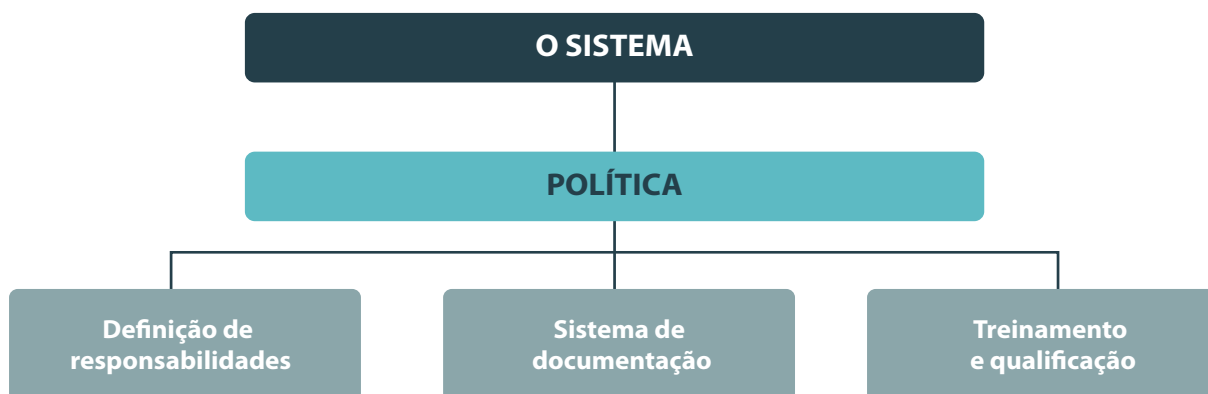 O SISTEMA
POLÍTICA
Definição de
responsabilidades
Sistema de
documentação
Treinamento
e qualificação